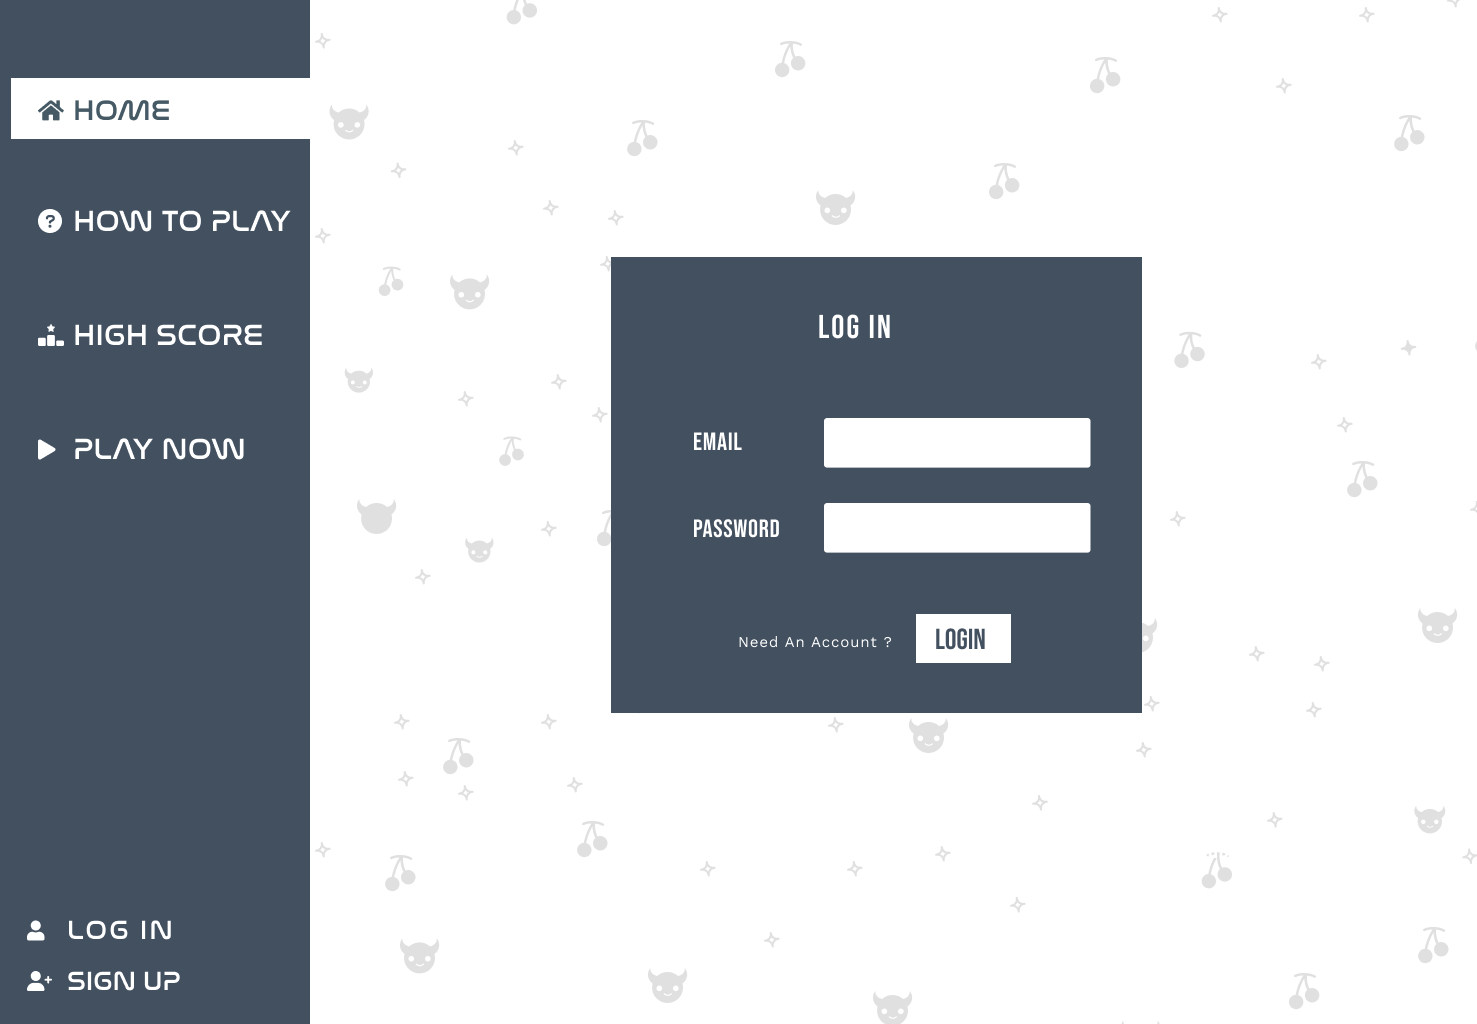 HOME
HOW TO PLAY
HIGH SCORE
PLAY NOW
LOG IN
SIGN UP
LOG IN
EMAIL
PASSWORD
Need An Account ?
LOGIN